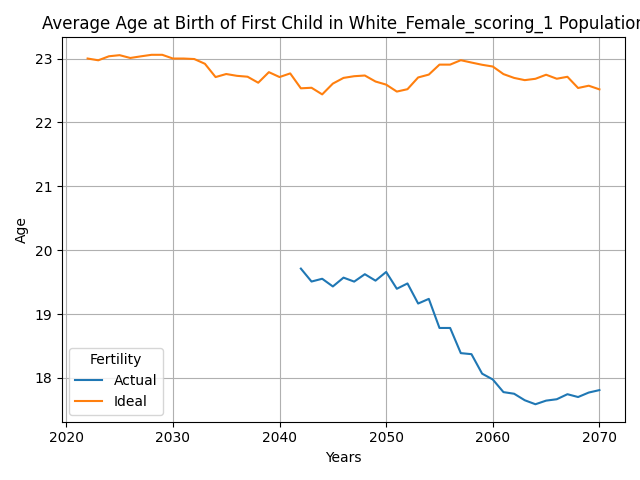 Average Age at Birth of First Child in White_Female_scoring_1 Population
23
22
21
20
19
18
Age
Fertility
Actual
Ideal
2020 2030 2040 2050 2060 2070
Years